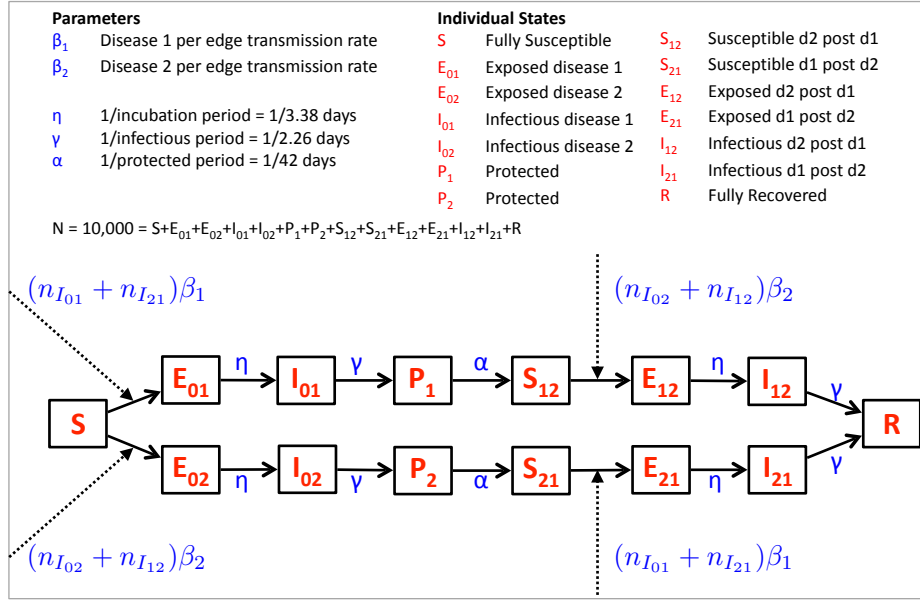 Parameters
β1 Disease 1 per edge transmission rate
β2 Disease 2 per edge transmission rate
η 1/incubation period = 1/3.38 days
γ 1/infectious period = 1/2.26 days
α 1/protected period = 1/42 days
Individual States
S Fully Susceptible
E01 Exposed disease 1
E02 Exposed disease 2
I01 Infectious disease 1
I02 Infectious disease 2
P1 Protected
P2 Protected
S12 Susceptible d2 post d1
S21 Susceptible d1 post d2
E12 Exposed d2 post d1
E21 Exposed d1 post d2
I12 Infectious d2 post d1
I21 Infectious d1 post d2
R Fully Recovered
N = 10,000 = S+E01+E02+I01+I02+P1+P2+S12+S21+E12+E21+I12+I21+R
(nI01 + nI21)β1
(nI02 + nI12)β2
E01 η I01 γ P1 α S12 E12 η I12 γ
S R
E02 η I02 γ P2 α S21 E21 η I21 γ
(nI02 + nI12)β2
(nI01 + nI21)β1